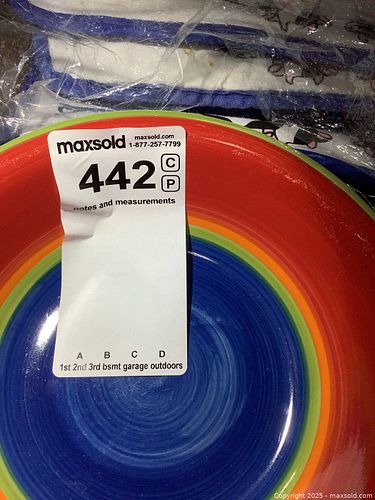 maxsold maxsold.com
1-877-257-7799
442 C
P
notes and measurements
A B C D
1st 2nd 3rd bsmt garage outdoors
Copyright 2025 - maxsold.com